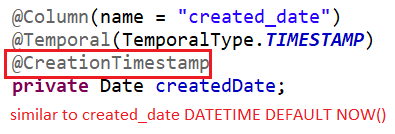 @Column(name = "created_date")
@Temporal(TemporalType.TIMESTAMP)
@CreationTimestamp
private Date createdDate;
similar to created_date DATETIME DEFAULT NOW()